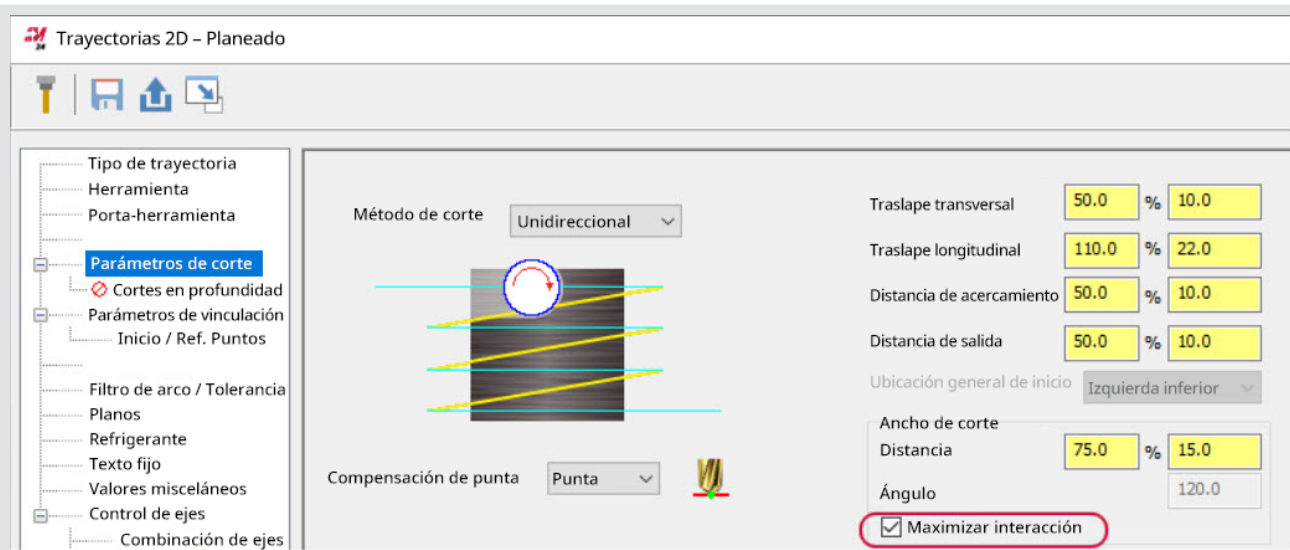 24
Trayectorias 2D – Planeado
Tipo de trayectoria
Herramienta
Porta-herramienta
Parámetros de corte
Cortes en profundidad
Parámetros de vinculación
Inicio / Ref. Puntos
Filtro de arco / Tolerancia
Planos
Refrigerante
Texto fijo
Valores misceláneos
Control de ejes
Combinación de ejes
Método de corte Unidireccional
Compensación de punta Punta
Traslape transversal 50.0 % 10.0
Traslape longitudinal 110.0 % 22.0
Distancia de acercamiento 50.0 % 10.0
Distancia de salida 50.0 % 10.0
Ubicación general de inicio Izquierda inferior
Ancho de corte
Distancia 75.0 % 15.0
Ángulo 120.0
Maximizar interacción